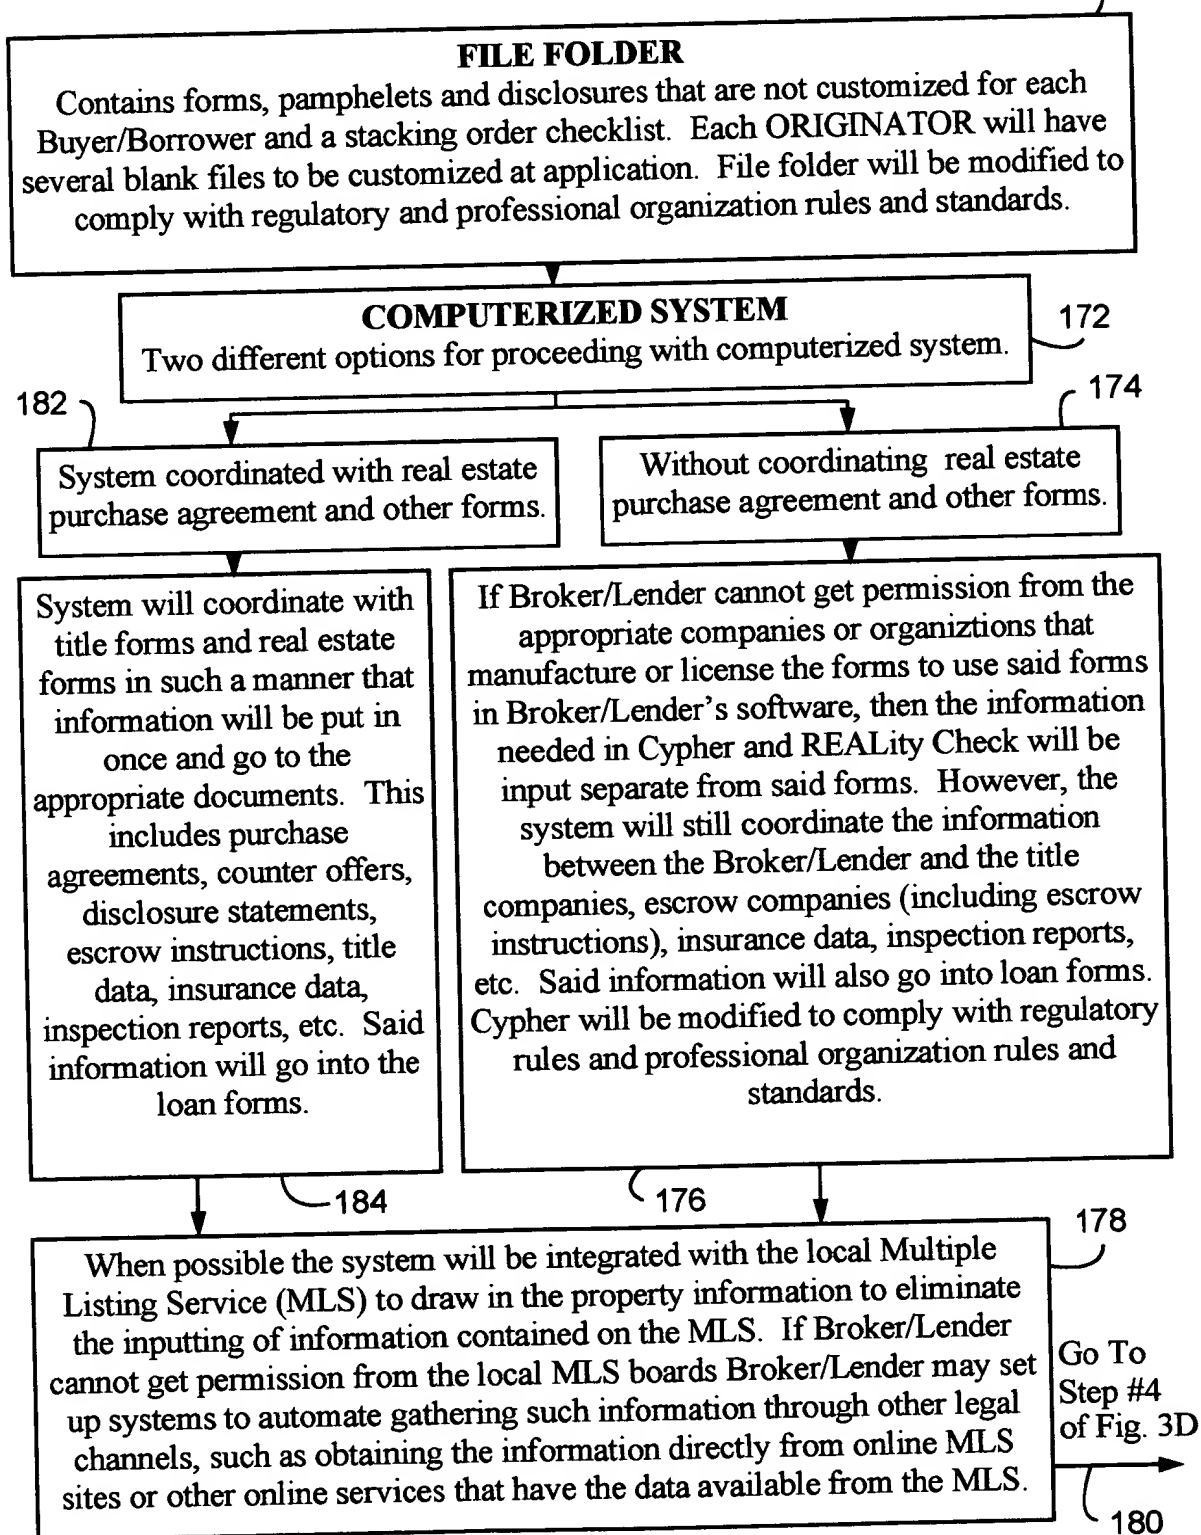 FILE FOLDER
Contains forms, pamphelets and disclosures that are not customized for each
Buyer/Borrower and a stacking order checklist. Each ORIGINATOR will have
several blank files to be customized at application. File folder will be modified to
comply with regulatory and professional organization rules and standards.
COMPUTERIZED SYSTEM
Two different options for proceeding with computerized system.
172
182
174
System coordinated with real estate
purchase agreement and other forms.
Without coordinating real estate
purchase agreement and other forms.
System will coordinate with
title forms and real estate
forms in such a manner that
information will be put in
once and go to the
appropriate documents. This
includes purchase
agreements, counter offers,
disclosure statements,
escrow instructions, title
data, insurance data,
inspection reports, etc. Said
information will go into the
loan forms.
If Broker/Lender cannot get permission from the
appropriate companies or organiztions that
manufacture or license the forms to use said forms
in Broker/Lender's software, then the information
needed in Cypher and REALity Check will be
input separate from said forms. However, the
system will still coordinate the information
between the Broker/Lender and the title
companies, escrow companies (including escrow
instructions), insurance data, inspection reports,
etc. Said information will also go into loan forms.
Cypher will be modified to comply with regulatory
rules and professional organization rules and
standards.
184
176
178
When possible the system will be integrated with the local Multiple
Listing Service (MLS) to draw in the property information to eliminate
the inputting of information contained on the MLS. If Broker/Lender
cannot get permission from the local MLS boards Broker/Lender may set
up systems to automate gathering such information through other legal
channels, such as obtaining the information directly from online MLS
sites or other online services that have the data available from the MLS.
Go To
Step #4
of Fig. 3D
180